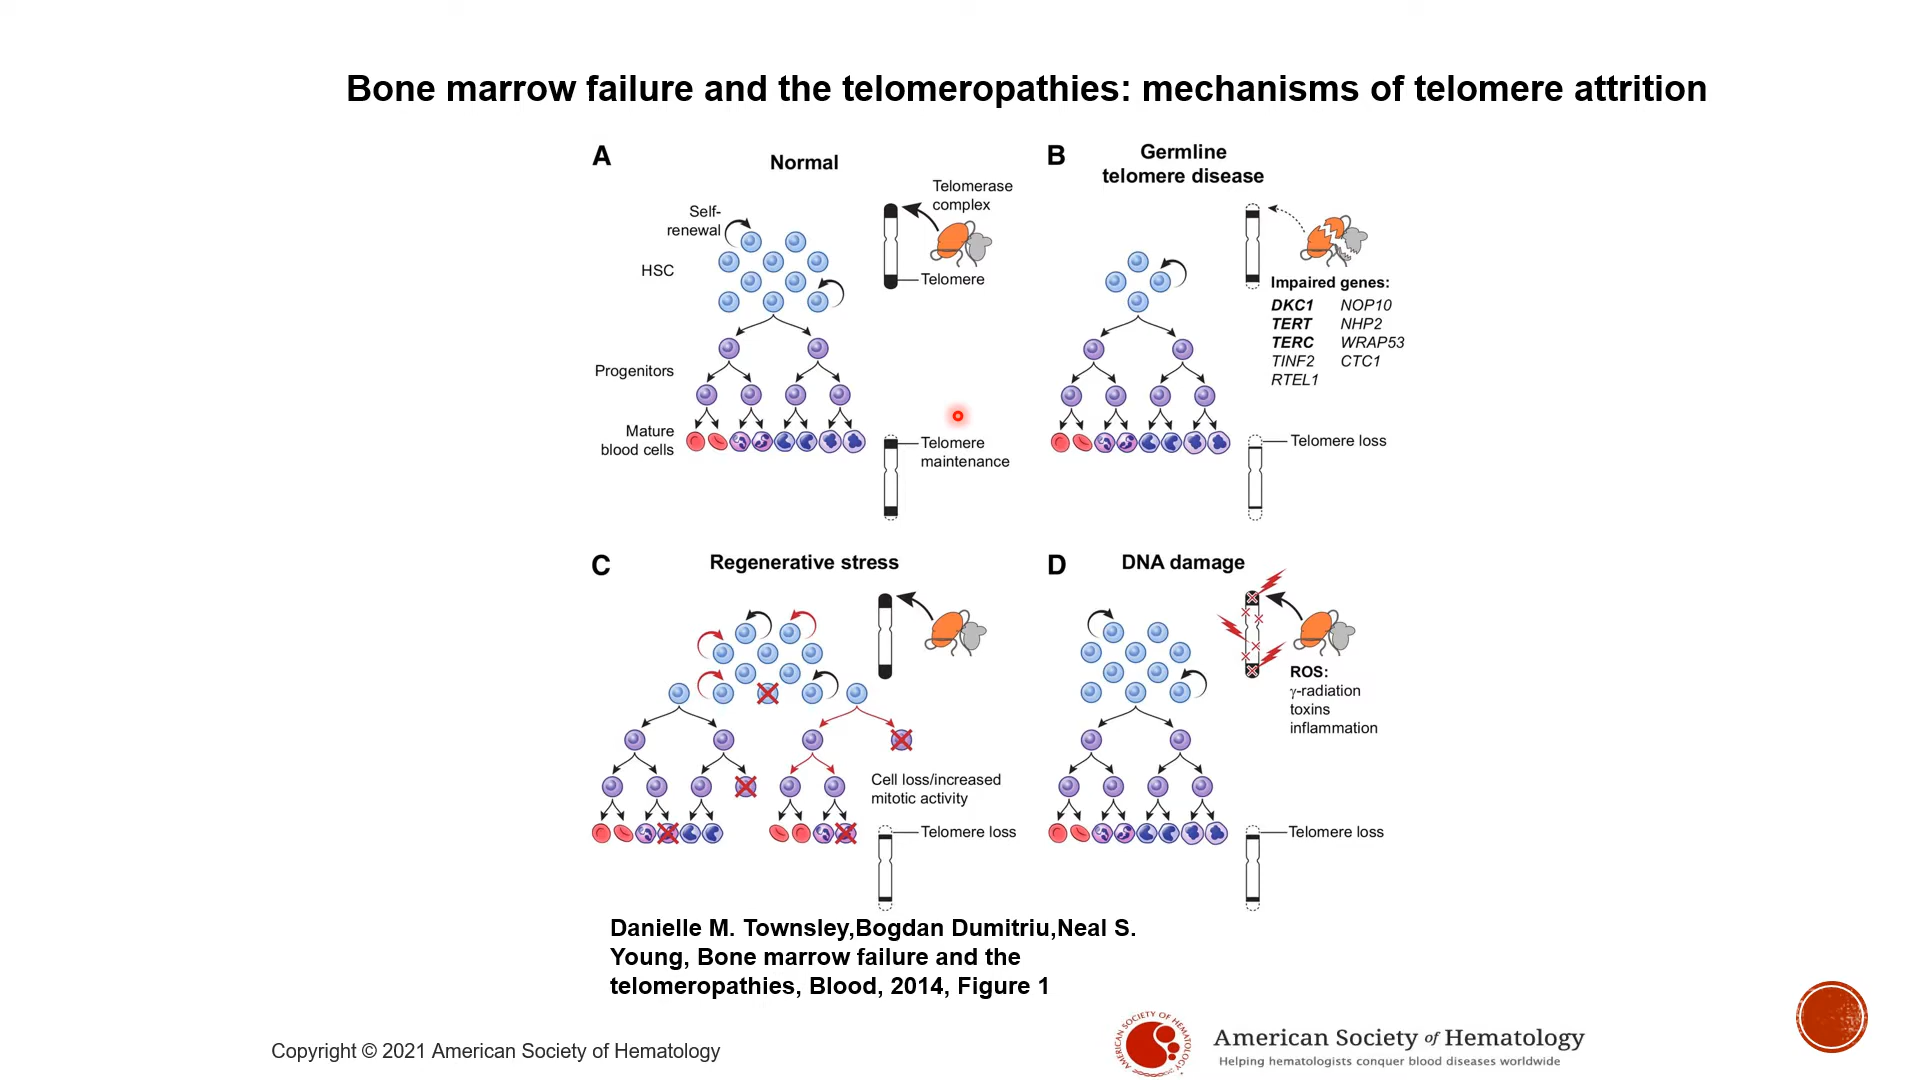 Bone marrow failure and the telomeropathies: mechanisms of telomere attrition
A
Normal
Self-
renewal
HSC
Progenitors
Mature
blood cells
Telomerase
complex
Telomere
Telomere
maintenance
B
Germline
telomere disease
Impaired genes:
DKC1 NOP10
TERT NHP2
TERC WRAP53
TINF2 CTC1
RTEL1
Telomere loss
C
Regenerative stress
Cell loss/increased
mitotic activity
Telomere loss
D
DNA damage
ROS:
γ-radiation
toxins
inflammation
Telomere loss
Danielle M. Townsley,Bogdan Dumitriu,Neal S.
Young, Bone marrow failure and the
telomeropathies, Blood, 2014, Figure 1
Copyright © 2021 American Society of Hematology
AMERICAN SOCIETY OF HEMATOLOGY
American Society of Hematology
Helping hematologists conquer blood diseases worldwide